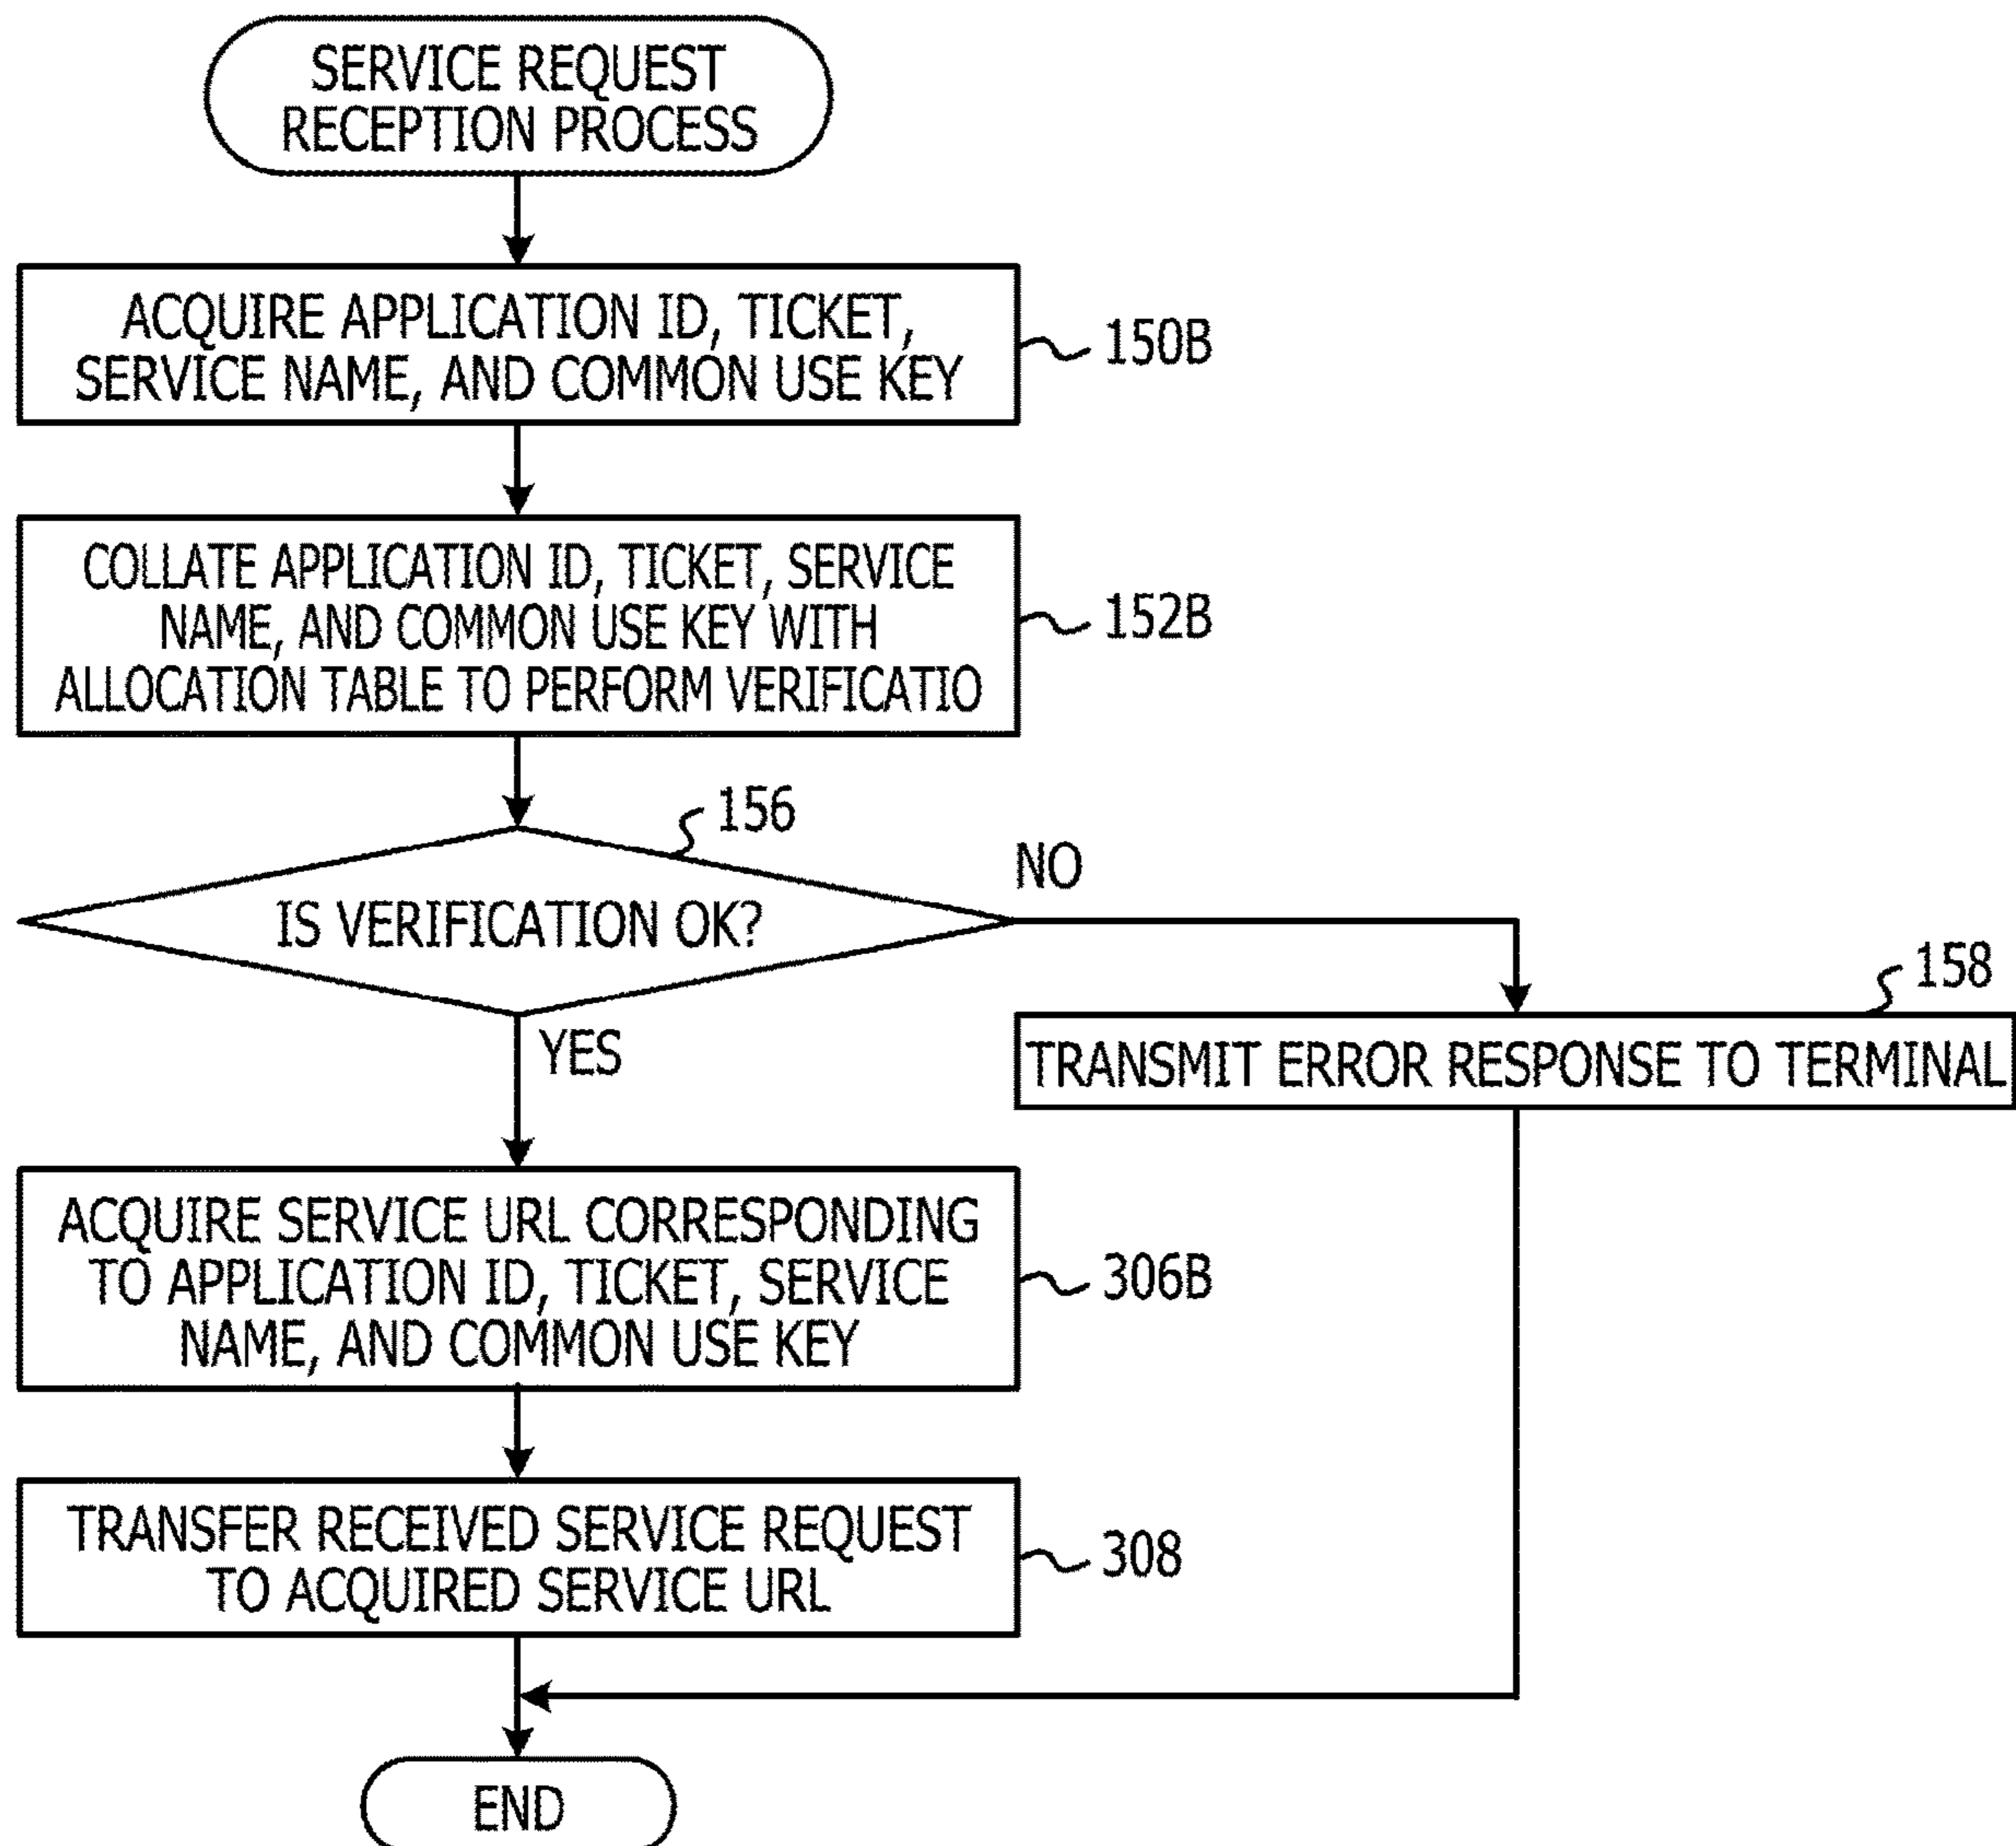 SERVICE REQUEST
RECEPTION PROCESS
ACQUIRE APPLICATION ID, TICKET,
SERVICE NAME, AND COMMON USE KEY
150B
COLLATE APPLICATION ID, TICKET, SERVICE
NAME, AND COMMON USE KEY WITH
ALLOCATION TABLE TO PERFORM VERIFICATIO
152B
156
IS VERIFICATION OK?
NO
YES
158
TRANSMIT ERROR RESPONSE TO TERMINAL
ACQUIRE SERVICE URL CORRESPONDING
TO APPLICATION ID, TICKET, SERVICE
NAME, AND COMMON USE KEY
306B
TRANSFER RECEIVED SERVICE REQUEST
TO ACQUIRED SERVICE URL
308
END